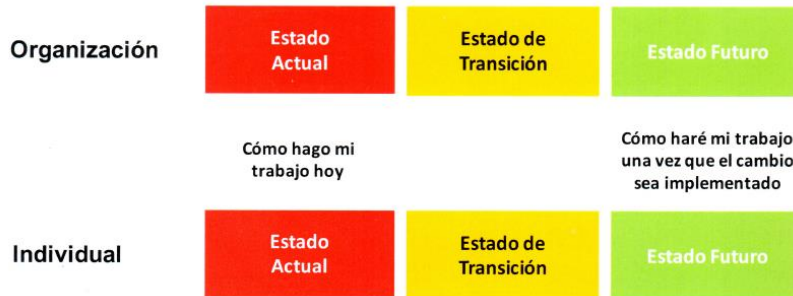 Organización
Estado
Actual
Estado de
Transición
Estado Futuro
Cómo hago mi
trabajo hoy
Cómo haré mi trabajo
una vez que el cambio
sea implementado
Individual
Estado
Actual
Estado de
Transición
Estado Futuro